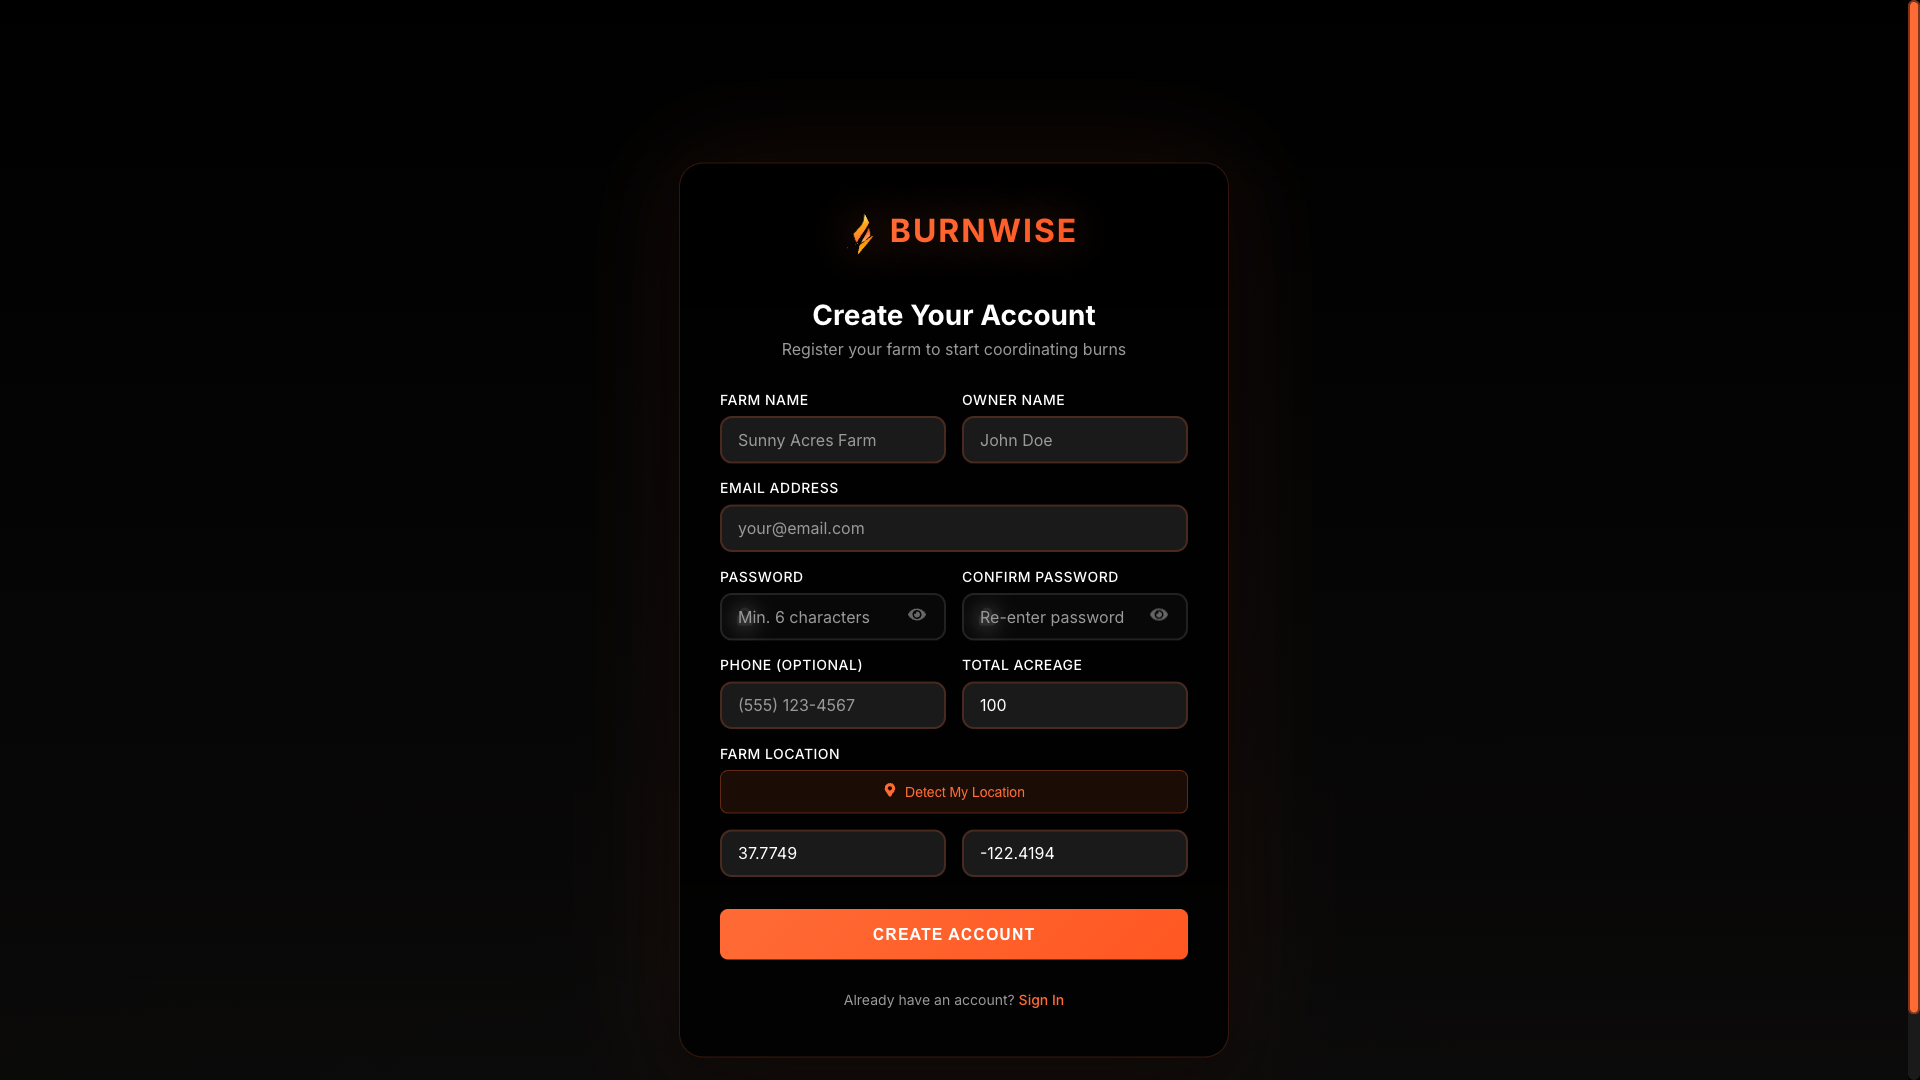 BURNWISE
Create Your Account
Register your farm to start coordinating burns
FARM NAME OWNER NAME
Sunny Acres Farm John Doe
EMAIL ADDRESS
your@email.com
PASSWORD CONFIRM PASSWORD
Min. 6 characters Re-enter password
PHONE (OPTIONAL) TOTAL ACREAGE
(555) 123-4567 100
FARM LOCATION
Detect My Location
37.7749 -122.4194
CREATE ACCOUNT
Already have an account? Sign In